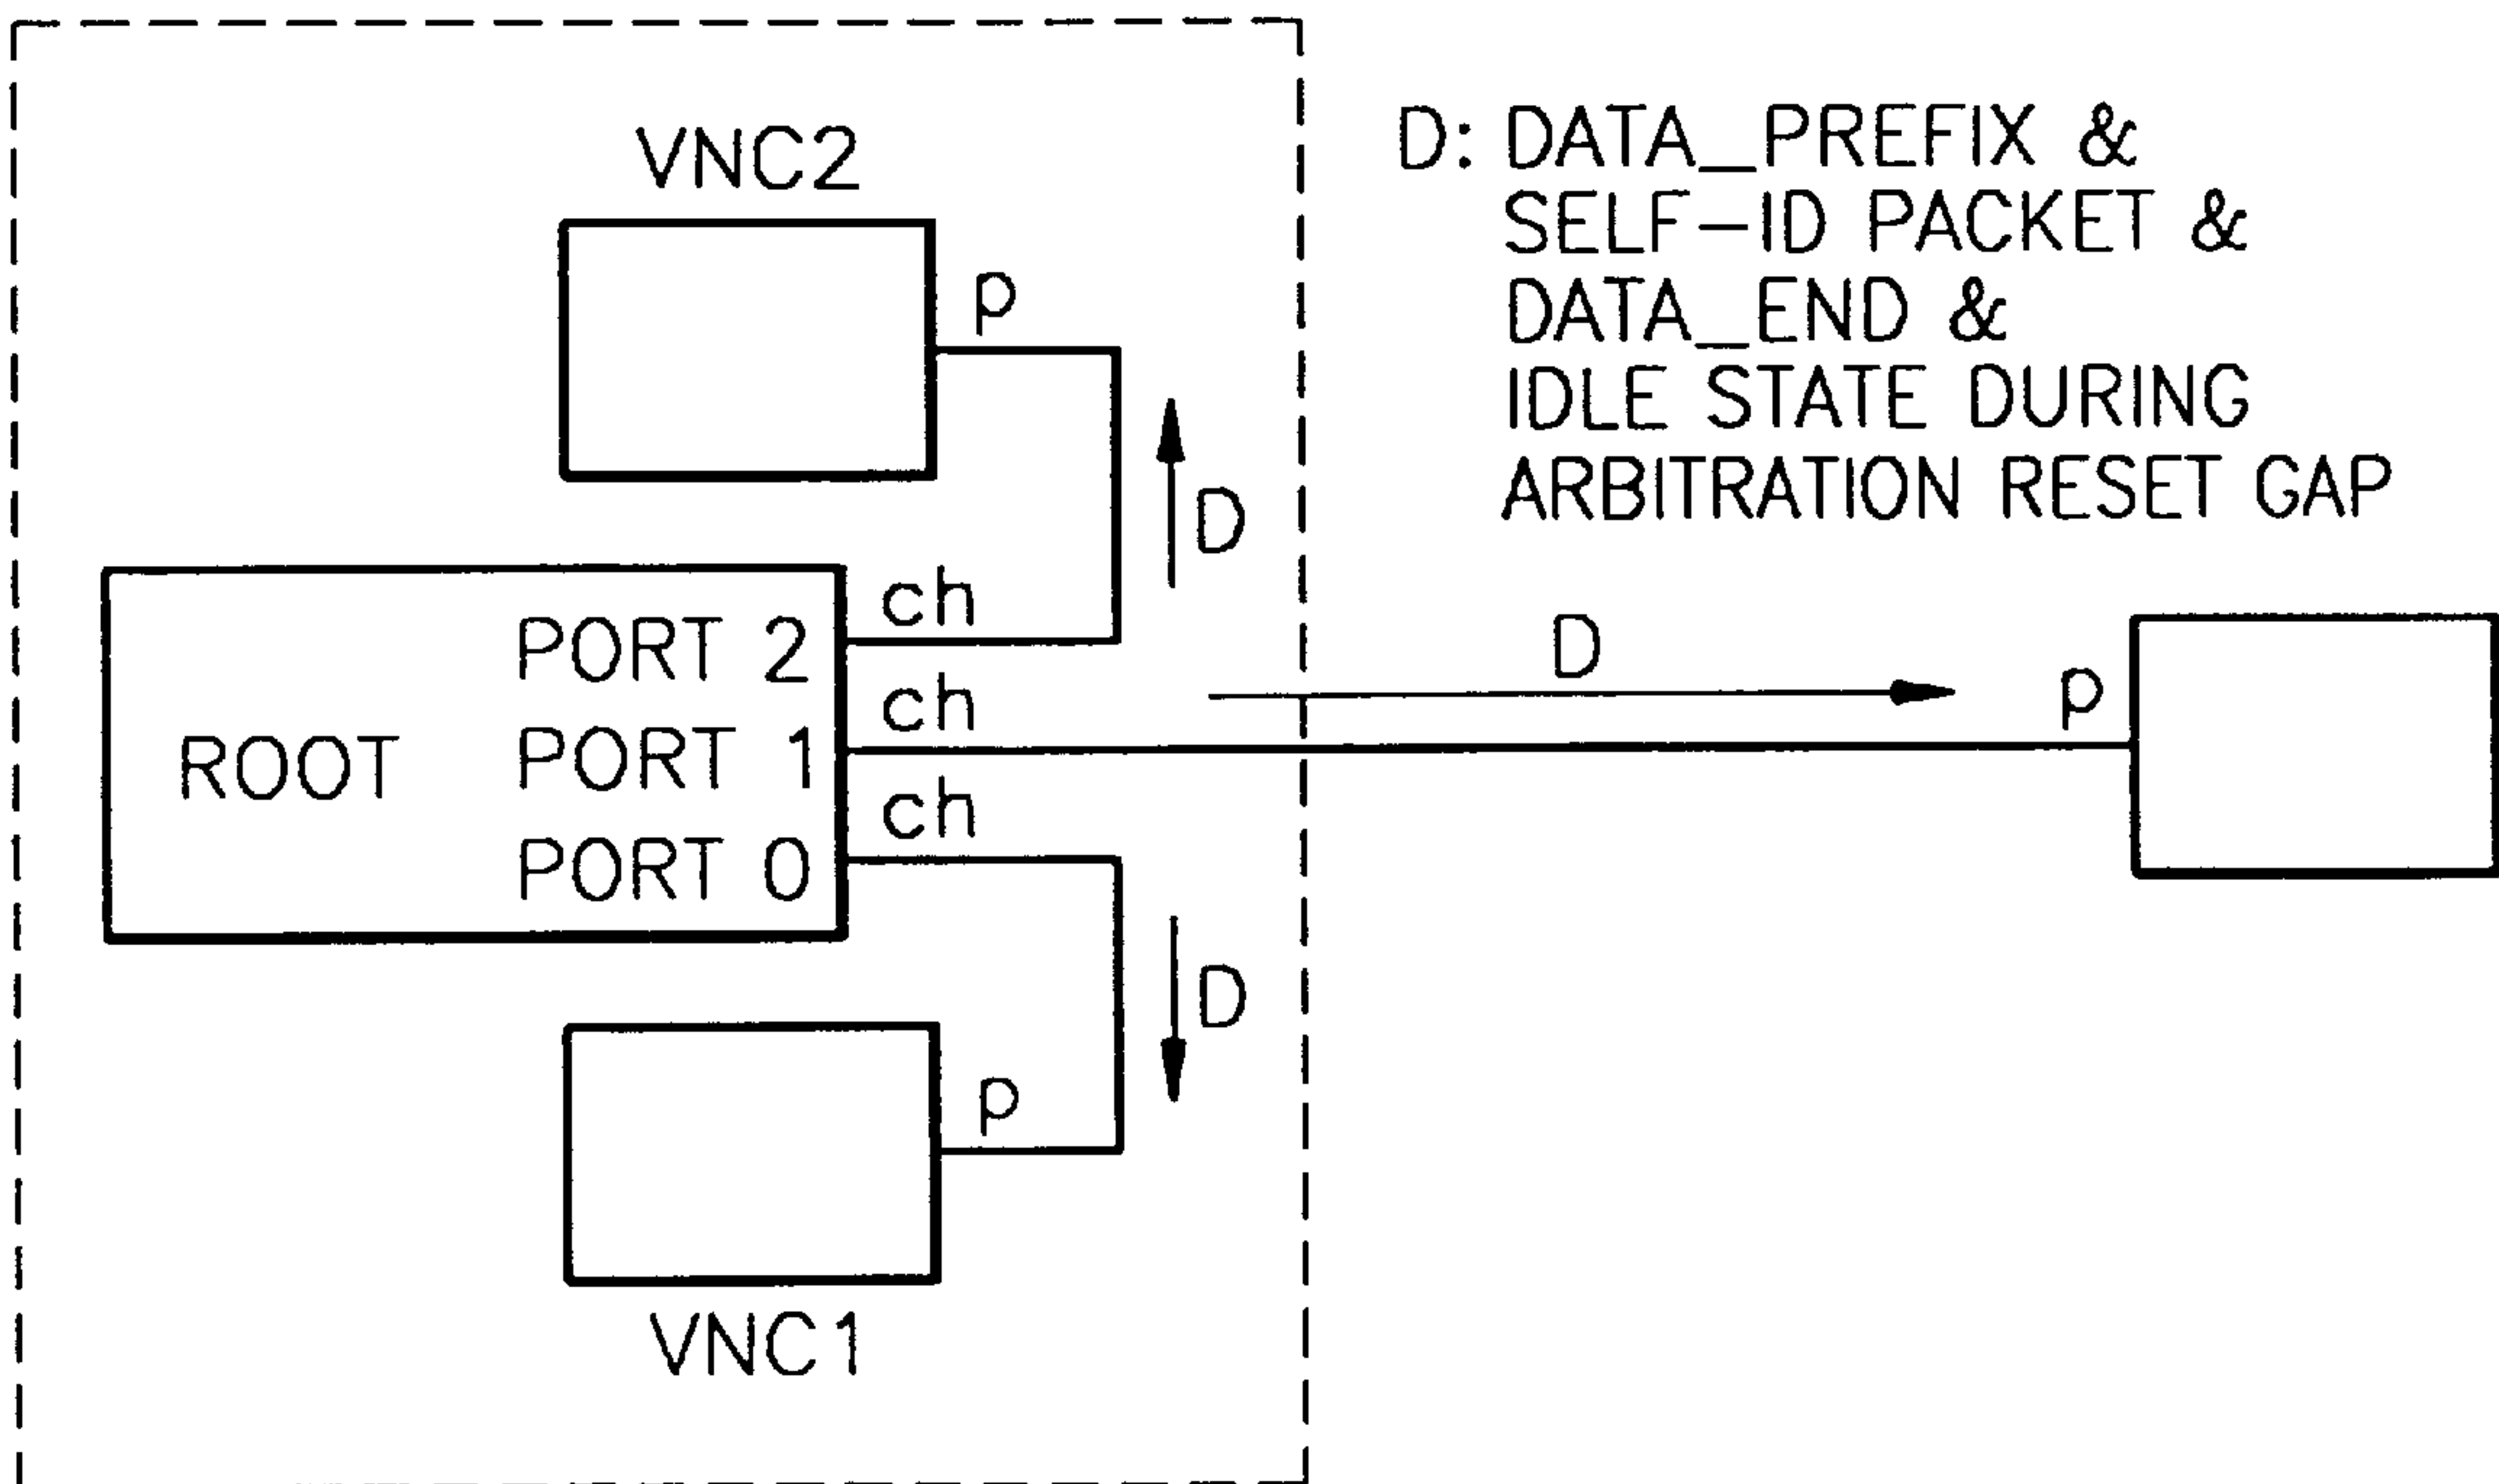 VNC2
D: DATA_PREFIX &
SELF-ID PACKET &
DATA_END &
IDLE STATE DURING
ARBITRATION RESET GAP
p
D
ch
PORT 2
D
p
ch
ROOT
PORT 1
ch
PORT 0
D
p
VNC1